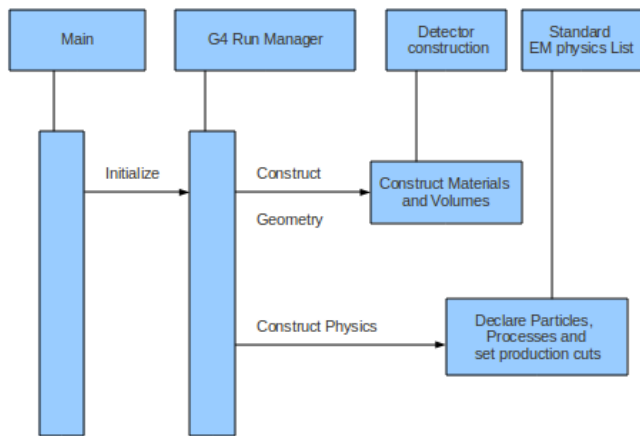 Main
G4 Run Manager
Detector
construction
Standard
EM physics List
Initialize
Construct
Geometry
Construct Materials
and Volumes
Construct Physics
Declare Particles,
Processes and
set production cuts